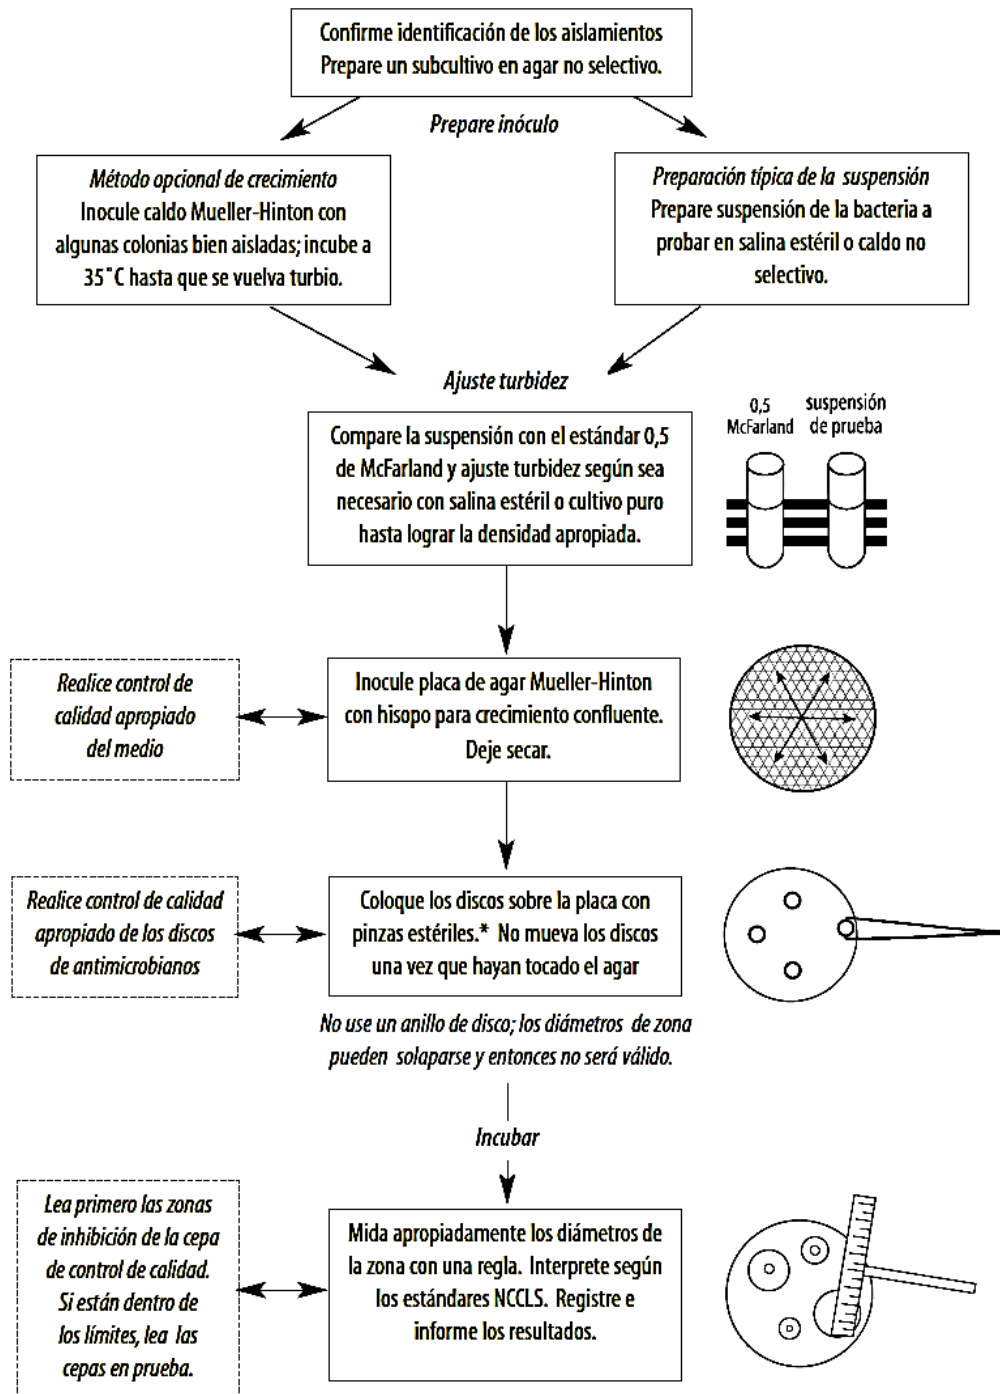 Confirme identificación de los aislamientos
Prepare un subcultivo en agar no selectivo.
Prepare inóculo
Método opcional de crecimiento
Inocule caldo Mueller-Hinton con
algunas colonias bien aisladas; incube a
35˚C hasta que se vuelva turbio.
Preparación típica de la suspensión
Prepare suspensión de la bacteria a
probar en salina estéril o caldo no
selectivo.
Ajuste turbidez
Compare la suspensión con el estándar 0,5
de McFarland y ajuste turbidez según sea
necesario con salina estéril o cultivo puro
hasta lograr la densidad apropiada.
0,5
McFarland
suspensión
de prueba
Realice control de
calidad apropiado
del medio
Inocule placa de agar Mueller-Hinton
con hisopo para crecimiento confluente.
Deje secar.
Realice control de calidad
apropiado de los discos
de antimicrobianos
Coloque los discos sobre la placa con
pinzas estériles.* No mueva los discos
una vez que hayan tocado el agar
No use un anillo de disco; los diámetros de zona
pueden solaparse y entonces no será válido.
Incubar
Lea primero las zonas
de inhibición de la cepa
de control de calidad.
Si están dentro de
los límites, lea las
cepas en prueba.
Mida apropiadamente los diámetros de
la zona con una regla. Interprete según
los estándares NCCLS. Registre e
informe los resultados.